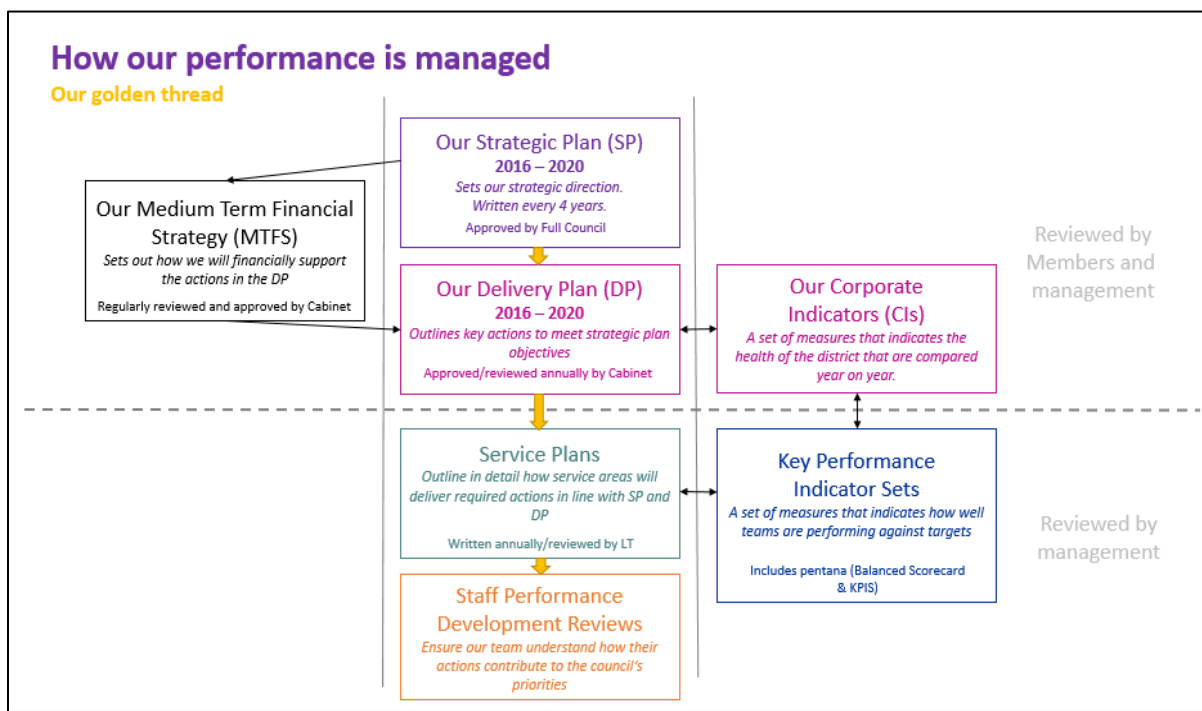 How our performance is managed
Our golden thread
Our Strategic Plan (SP)
2016 – 2020
Sets our strategic direction.
Written every 4 years.
Approved by Full Council
Our Medium Term Financial
Strategy (MTFS)
Sets out how we will financially support
the actions in the DP
Regularly reviewed and approved by Cabinet
Our Delivery Plan (DP)
2016 – 2020
Outlines key actions to meet strategic plan
objectives
Approved/reviewed annually by Cabinet
Our Corporate
Indicators (CIs)
A set of measures that indicates the
health of the district that are compared
year on year.
Reviewed by
Members and
management
Service Plans
Outline in detail how service areas will
deliver required actions in line with SP and
DP
Written annually/reviewed by LT
Key Performance
Indicator Sets
A set of measures that indicates how well
teams are performing against targets
Includes pentana (Balanced Scorecard
& KPIS)
Reviewed by
management
Staff Performance
Development Reviews
Ensure our team understand how their
actions contribute to the council's
priorities